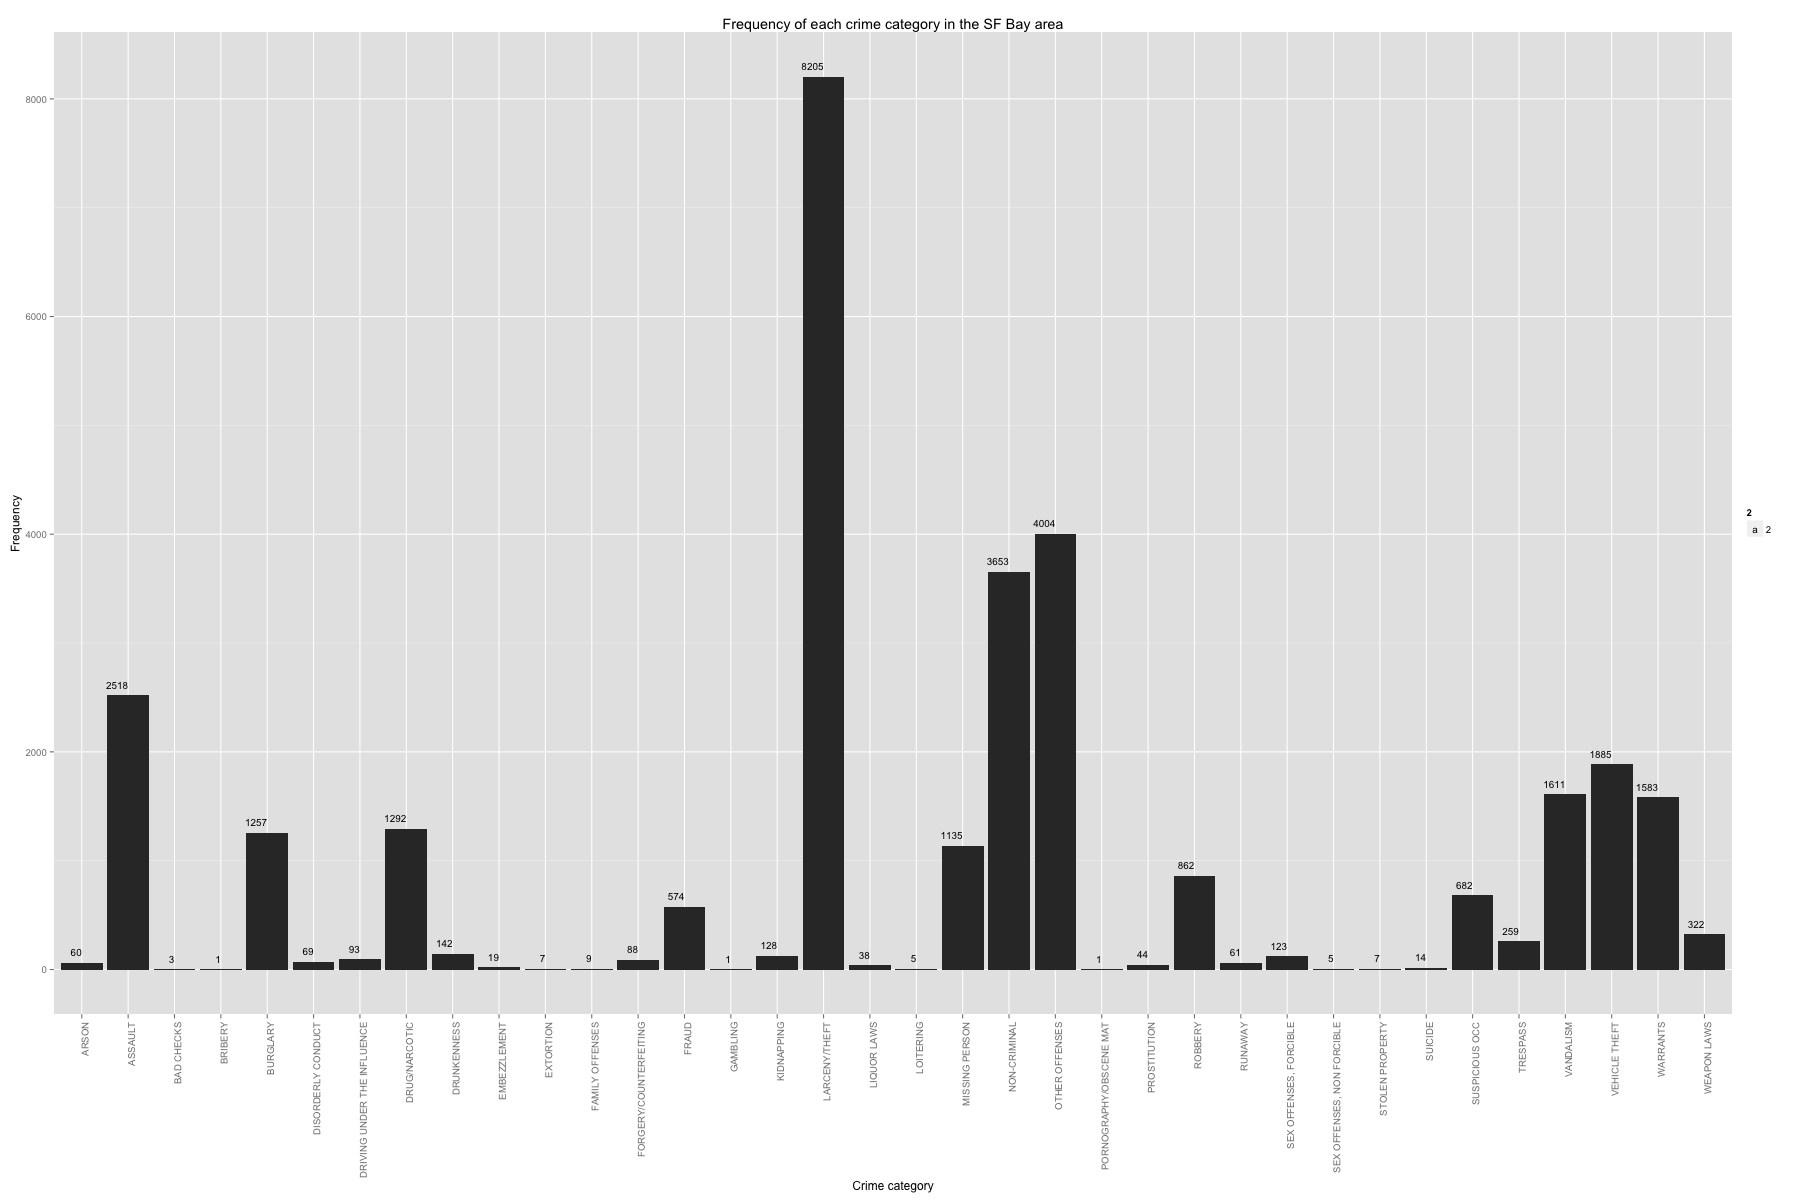 Frequency of each crime category in the SF Bay area
Frequency
8000
6000
4000
2000
0
60
2518
3
1
1257
69
93
1292
142
19
7
9
88
574
1
128
8205
38
5
1135
3653
4004
1
44
862
61
123
5
7
14
682
259
1611
1885
1583
322
2
a 2
ARSON
ASSAULT
BAD CHECKS
BRIBERY
BURGLARY
DISORDERLY CONDUCT
DRIVING UNDER THE INFLUENCE
DRUG/NARCOTIC
DRUNKENNESS
EMBEZZLEMENT
EXTORTION
FAMILY OFFENSES
FORGERY/COUNTERFEITING
FRAUD
GAMBLING
KIDNAPPING
LARCENY/THEFT
LIQUOR LAWS
LOITERING
MISSING PERSON
NON-CRIMINAL
OTHER OFFENSES
PORNOGRAPHY/OBSCENE MAT
PROSTITUTION
ROBBERY
RUNAWAY
SEX OFFENSES, FORCIBLE
SEX OFFENSES, NON FORCIBLE
STOLEN PROPERTY
SUICIDE
SUSPICIOUS OCC
TRESPASS
VANDALISM
VEHICLE THEFT
WARRANTS
WEAPON LAWS
Crime category